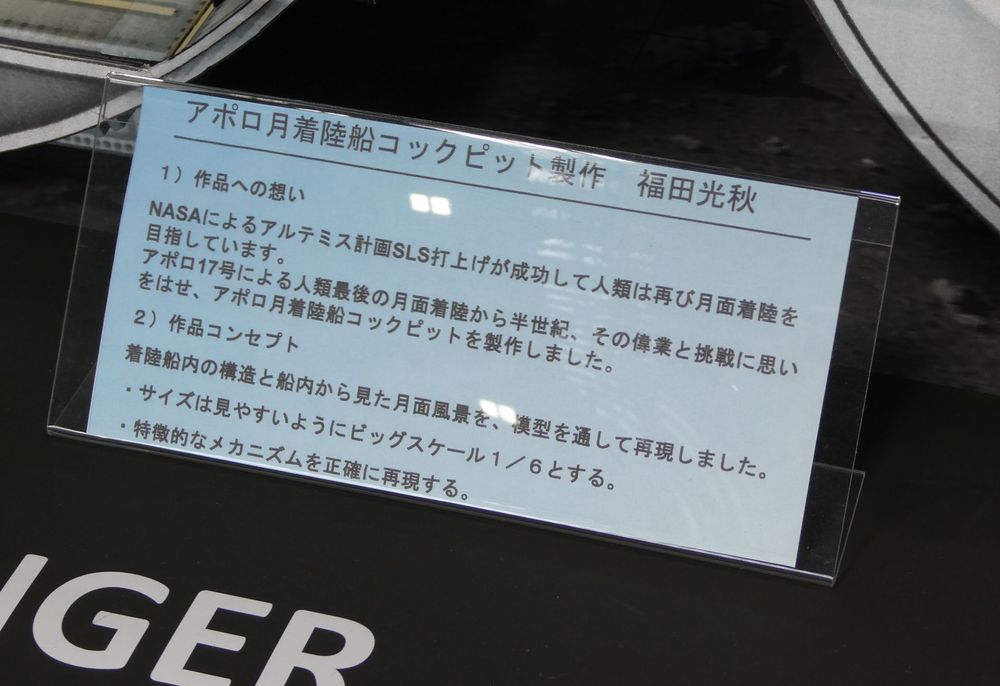 アポロ月着陸船コックピット製作　福田光秋
１）作品への想い
NASAによるアルテミス計画SLS打上げが成功して人類は再び月面着陸を
目指しています。
アポロ17号による人類最後の月面着陸から半世紀、その偉業と挑戦に思い
をはせ、アポロ月着陸船コックピットを製作しました。
２）作品コンセプト
着陸船内の構造と船内から見た月面風景を、模型を通して再現しました。
・サイズは見やすいようにビッグスケール１／６とする。
・特徴的なメカニズムを正確に再現する。
NGER